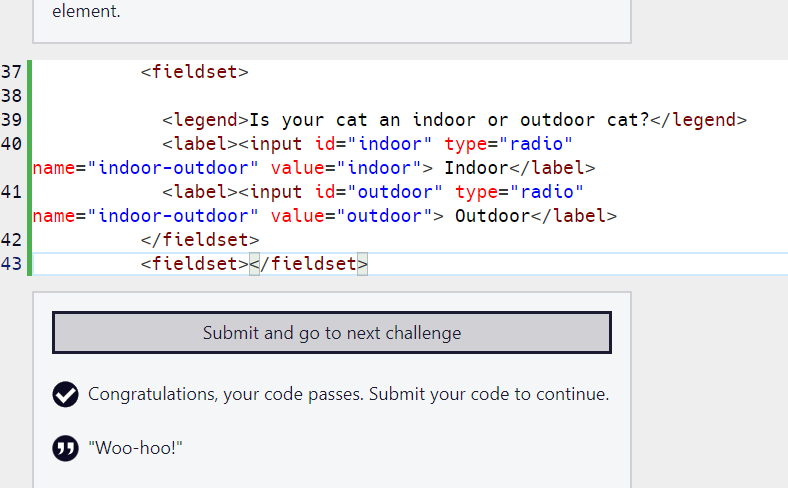 element.
37 <fieldset>
38
39 <legend>Is your cat an indoor or outdoor cat?</legend>
40 <label><input id="indoor" type="radio"
name="indoor-outdoor" value="indoor"> Indoor</label>
41 <label><input id="outdoor" type="radio"
name="indoor-outdoor" value="outdoor"> Outdoor</label>
42 </fieldset>
43 <fieldset></fieldset>
Submit and go to next challenge
Congratulations, your code passes. Submit your code to continue.
"Woo-hoo!"